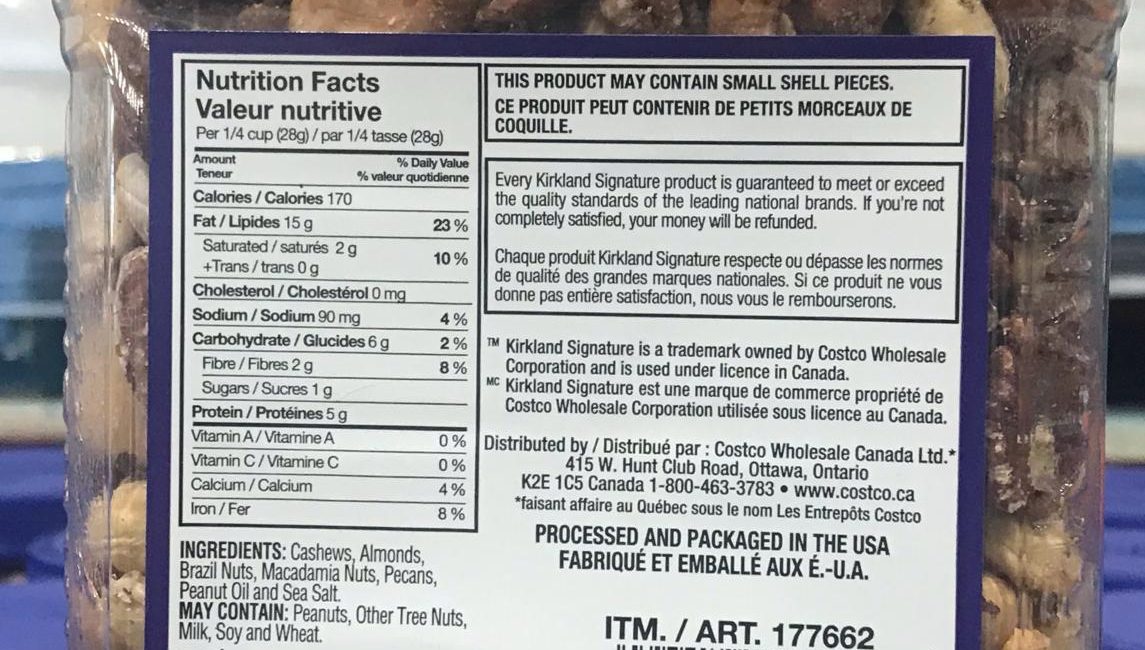 Nutrition Facts
Valeur nutritive
Per 1/4 cup (28g) / par 1/4 tasse (28g)
Amount % Daily Value
Teneur % valeur quotidienne
Calories / Calories 170
Fat / Lipides 15 g 23 %
Saturated / saturés 2 g
+Trans / trans 0 g 10 %
Cholesterol / Cholestérol 0 mg
Sodium / Sodium 90 mg 4 %
Carbohydrate / Glucides 6 g 2 %
Fibre / Fibres 2 g 8 %
Sugars / Sucres 1 g
Protein / Protéines 5 g
Vitamin A / Vitamine A 0 %
Vitamin C / Vitamine C 0 %
Calcium / Calcium 4 %
Iron / Fer 8 %
INGREDIENTS: Cashews, Almonds,
Brazil Nuts, Macadamia Nuts, Pecans,
Peanut Oil and Sea Salt.
MAY CONTAIN: Peanuts, Other Tree Nuts,
Milk, Soy and Wheat.
THIS PRODUCT MAY CONTAIN SMALL SHELL PIECES.
CE PRODUIT PEUT CONTENIR DE PETITS MORCEAUX DE
COQUILLE.
Every Kirkland Signature product is guaranteed to meet or exceed
the quality standards of the leading national brands. If you're not
completely satisfied, your money will be refunded.
Chaque produit Kirkland Signature respecte ou dépasse les normes
de qualité des grandes marques nationales. Si ce produit ne vous
donne pas entière satisfaction, nous vous le rembourserons.
TM Kirkland Signature is a trademark owned by Costco Wholesale
Corporation and is used under licence in Canada.
MC Kirkland Signature est une marque de commerce propriété de
Costco Wholesale Corporation utilisée sous licence au Canada.
Distributed by / Distribué par : Costco Wholesale Canada Ltd.*
415 W. Hunt Club Road, Ottawa, Ontario
K2E 1C5 Canada 1-800-463-3783 • www.costco.ca
*faisant affaire au Québec sous le nom Les Entrepôts Costco
PROCESSED AND PACKAGED IN THE USA
FABRIQUÉ ET EMBALLÉ AUX É.-U.A.
ITM. / ART. 177662